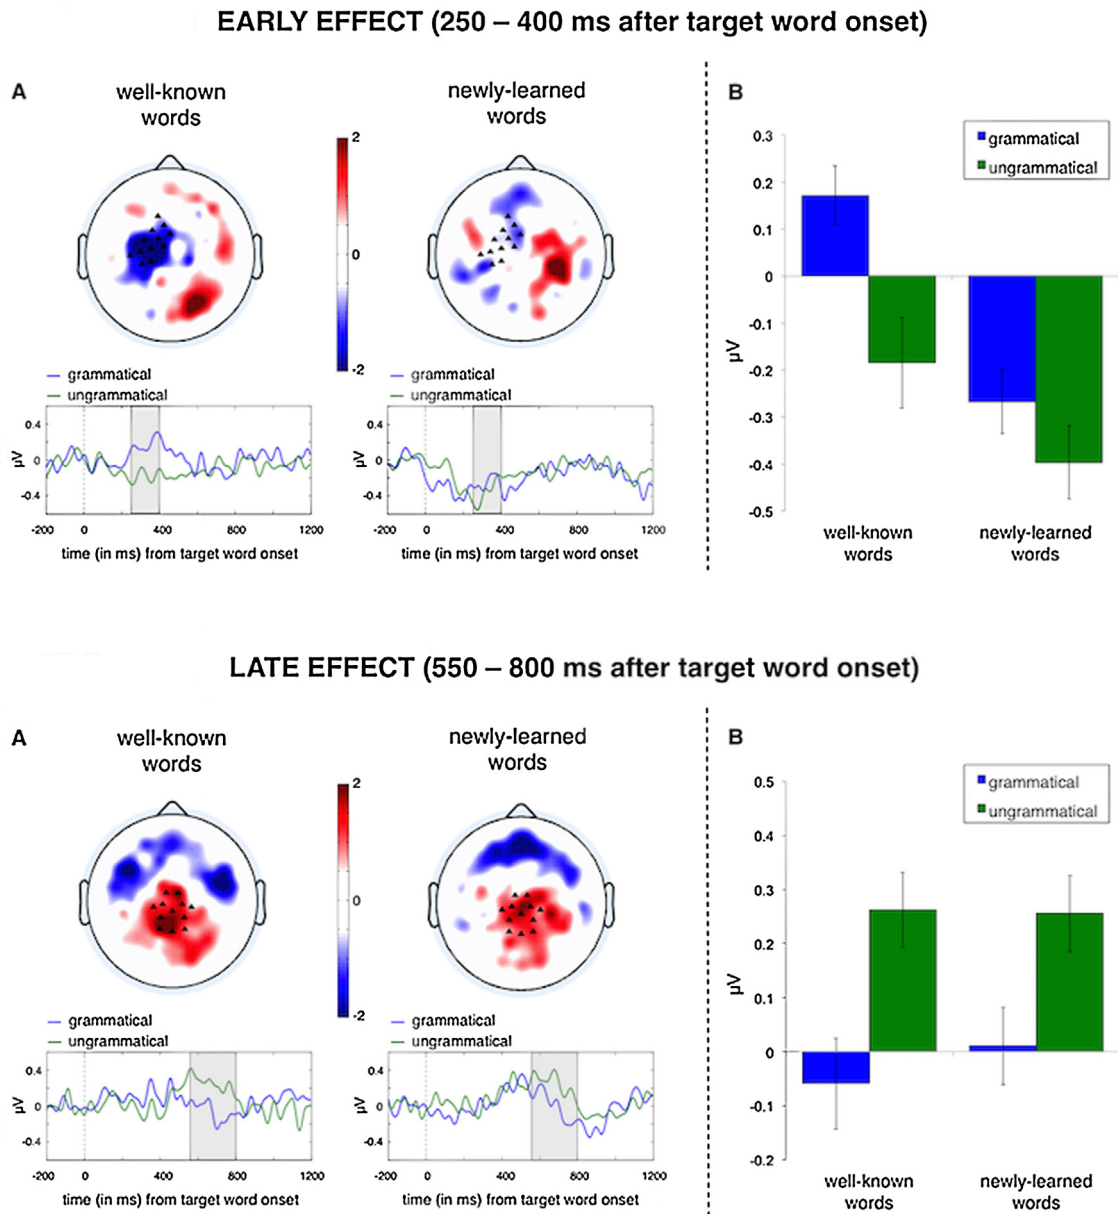 EARLY EFFECT (250 – 400 ms after target word onset)
A
well-known
words
newly-learned
words
2
0
-2
grammatical
ungrammatical
0.4
0
-0.4
µV
-200 0 400 800 1200
time (in ms) from target word onset
grammatical
ungrammatical
0.4
0
-0.4
µV
-200 0 400 800 1200
time (in ms) from target word onset
B
grammatical
ungrammatical
0.3
0.2
0.1
0
-0.1
-0.2
-0.3
-0.4
-0.5
µV
well-known
words
newly-learned
words
LATE EFFECT (550 – 800 ms after target word onset)
A
well-known
words
newly-learned
words
2
0
-2
grammatical
ungrammatical
0.4
0
-0.4
µV
-200 0 400 800 1200
time (in ms) from target word onset
grammatical
ungrammatical
0.4
0
-0.4
µV
-200 0 400 800 1200
time (in ms) from target word onset
B
grammatical
ungrammatical
0.5
0.4
0.3
0.2
0.1
0
-0.1
-0.2
µV
well-known
words
newly-learned
words